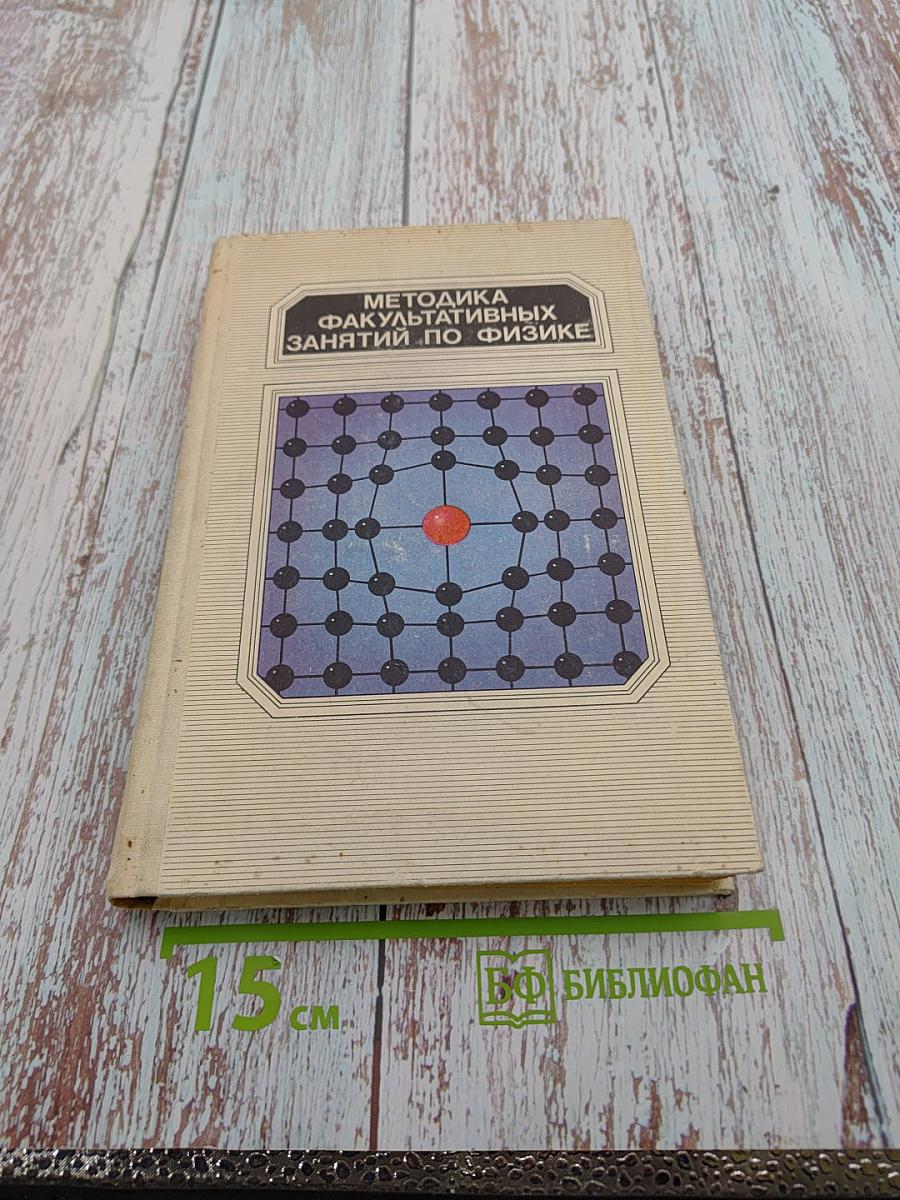 МЕТОДИКА
ФАКУЛЬТАТИВНЫХ
ЗАНЯТИЙ ПО ФИЗИКЕ
15 см
БФ БИБЛИОФАН